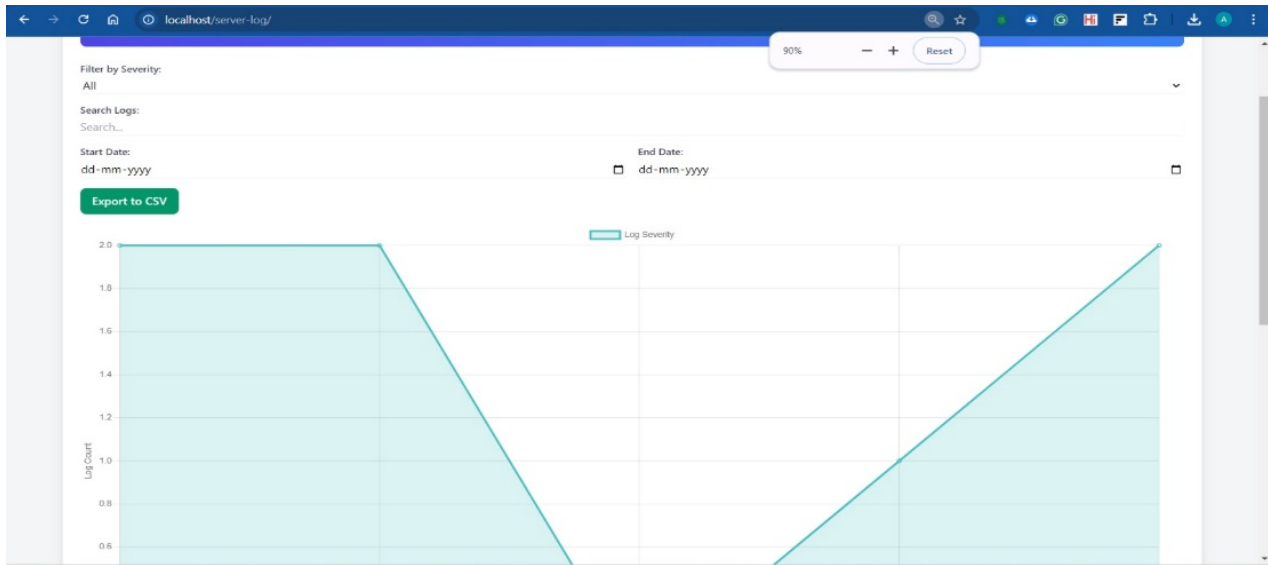 localhost/server-log/
90%
Reset
Filter by Severity:
All
Search Logs:
Search...
Start Date:
End Date:
dd-mm-yyyy
dd-mm-yyyy
Export to CSV
Log Severity
2.0
1.8
1.6
1.4
1.2
1.0
0.8
0.6
Log Count